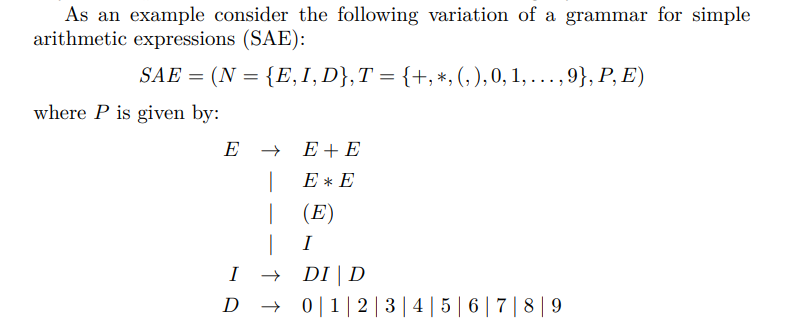 As an example consider the following variation of a grammar for simple
arithmetic expressions (SAE):
SAE = (N = {E, I, D}, T = {+, ∗, (, ), 0, 1, . . . , 9}, P, E)
where P is given by:
E → E + E
| E ∗ E
| (E)
| I
I → DI | D
D → 0 | 1 | 2 | 3 | 4 | 5 | 6 | 7 | 8 | 9